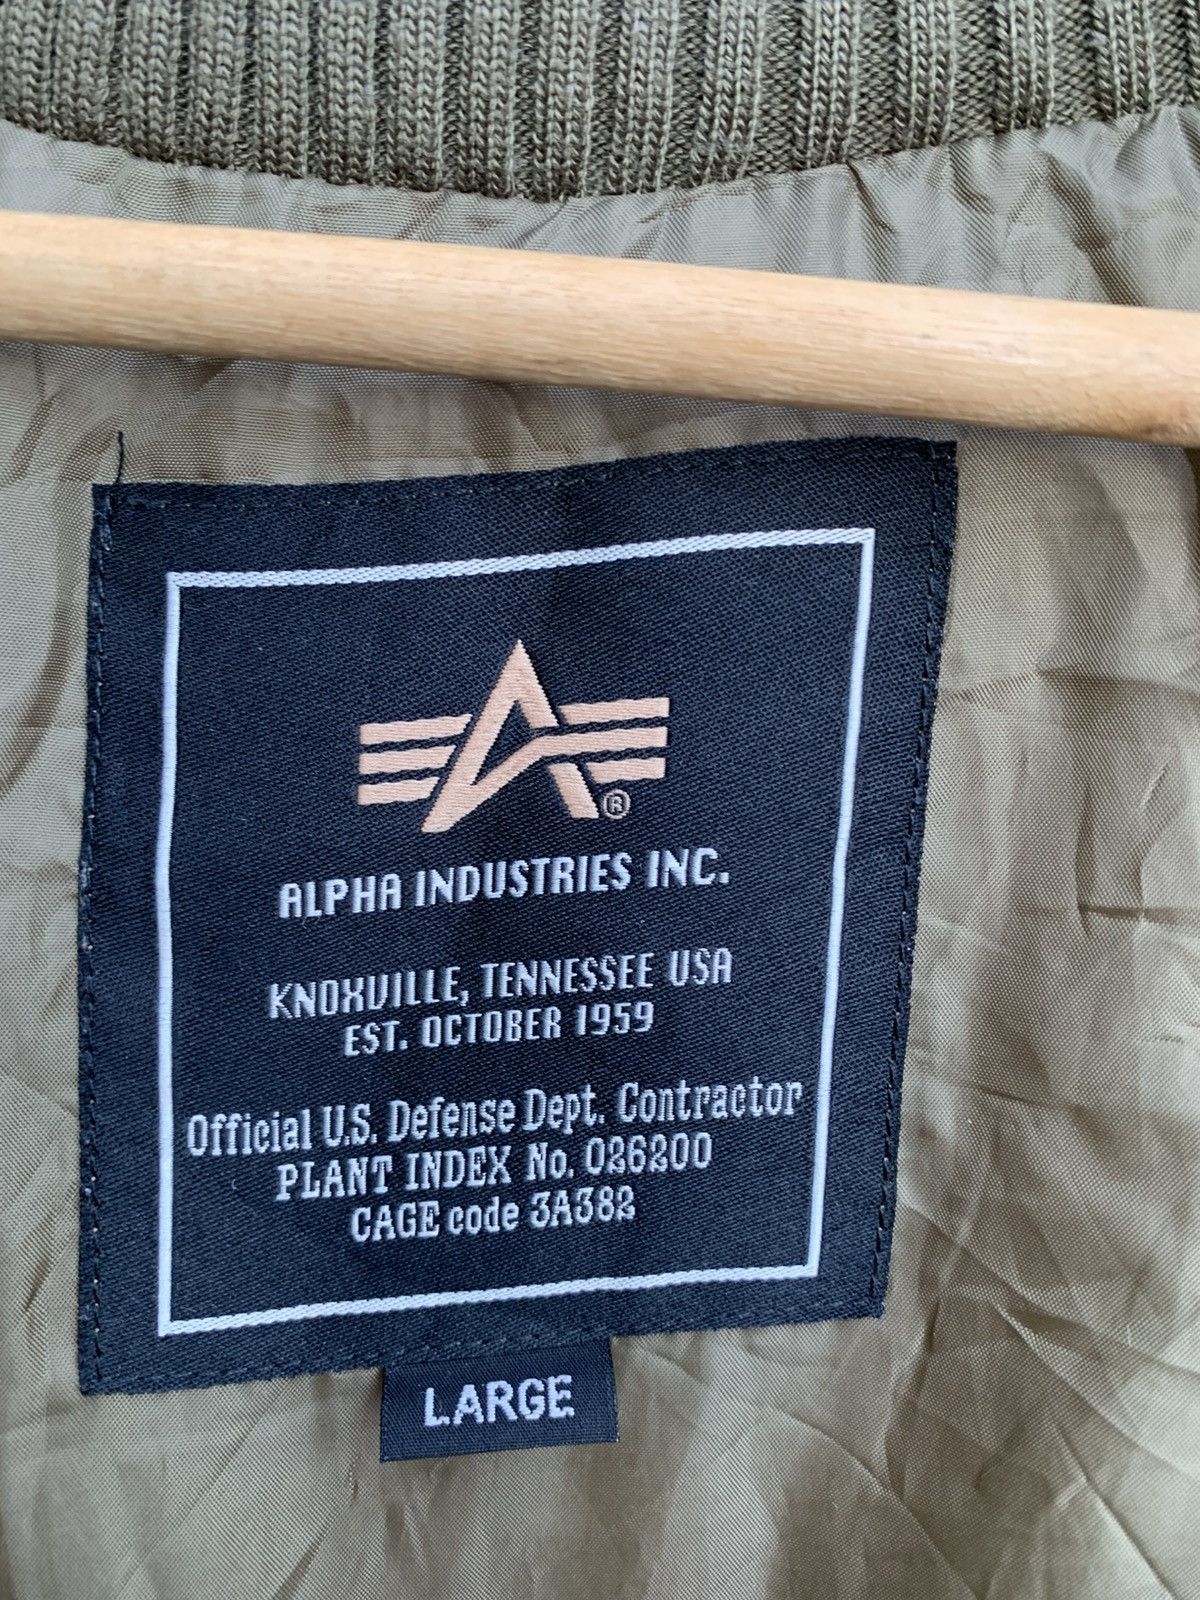 ®
ALPHA INDUSTRIES INC.
KNOXVILLE, TENNESSEE USA
EST. OCTOBER 1959
Official U.S. Defense Dept. Contractor
PLANT INDEX No. 026200
CAGE code 3A382
LARGE